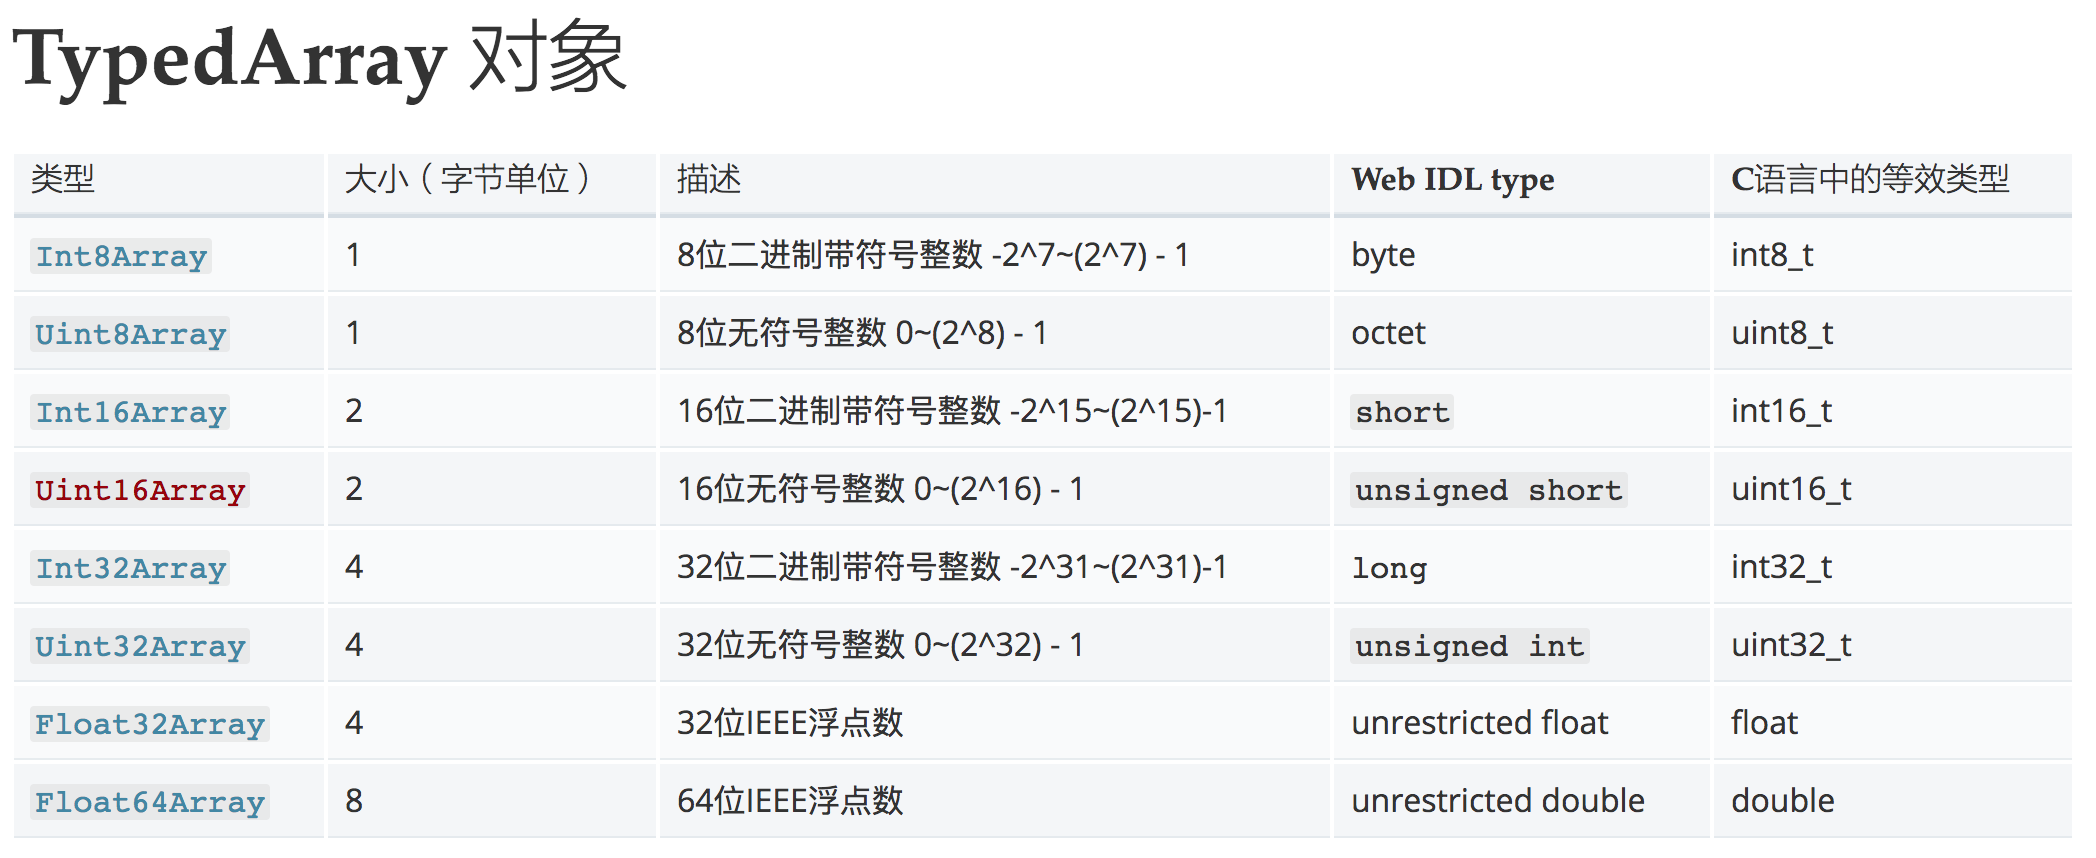 TypedArray 对象
类型 大小（字节单位） 描述 Web IDL type C语言中的等效类型
Int8Array 1 8位二进制带符号整数 -2^7~(2^7) - 1 byte int8_t
Uint8Array 1 8位无符号整数 0~(2^8) - 1 octet uint8_t
Int16Array 2 16位二进制带符号整数 -2^15~(2^15)-1 short int16_t
Uint16Array 2 16位无符号整数 0~(2^16) - 1 unsigned short uint16_t
Int32Array 4 32位二进制带符号整数 -2^31~(2^31)-1 long int32_t
Uint32Array 4 32位无符号整数 0~(2^32) - 1 unsigned int uint32_t
Float32Array 4 32位IEEE浮点数 unrestricted float float
Float64Array 8 64位IEEE浮点数 unrestricted double double